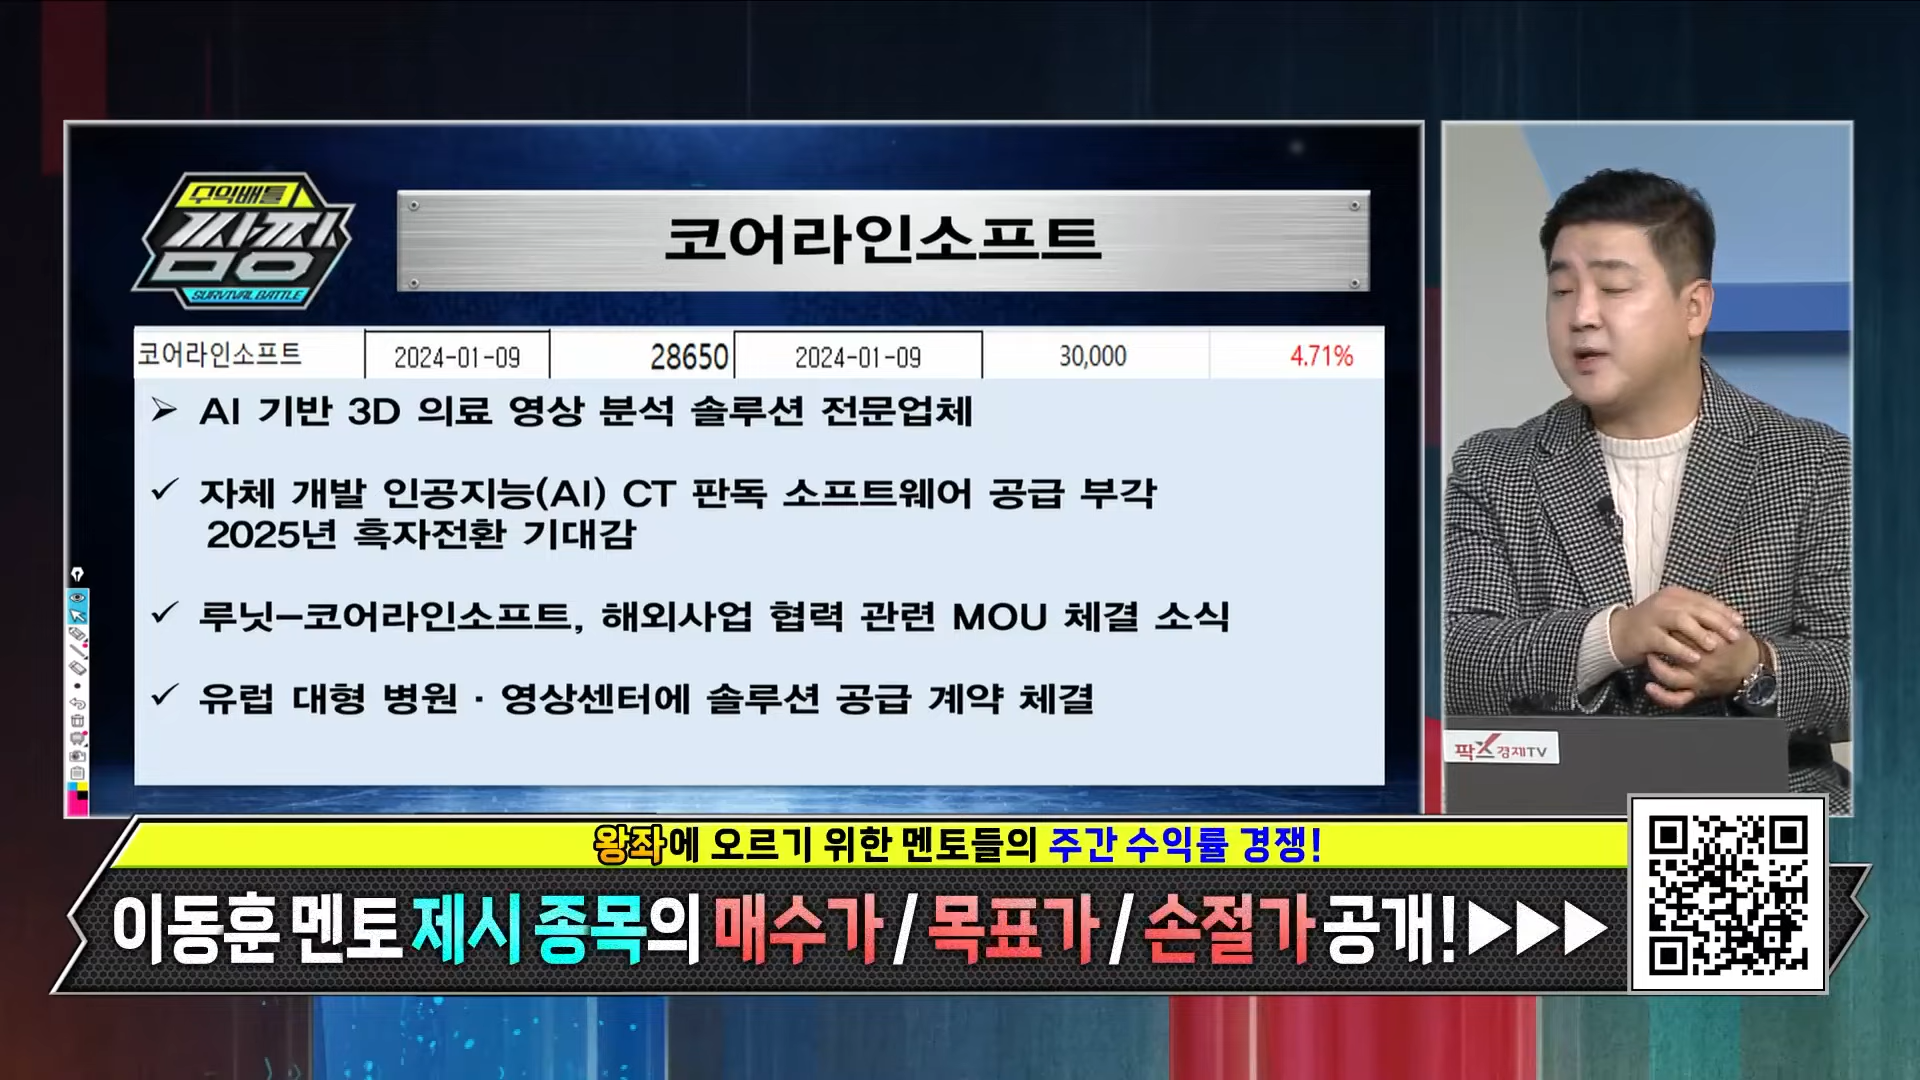 수익배틀
찜찡
SURVIVAL BATTLE
코어라인소프트
코어라인소프트 2024-01-09 28650 2024-01-09 30,000 4.71%
➢ AI 기반 3D 의료 영상 분석 솔루션 전문업체
✓ 자체 개발 인공지능(AI) CT 판독 소프트웨어 공급 부각
2025년 흑자전환 기대감
✓ 루닛-코어라인소프트, 해외사업 협력 관련 MOU 체결 소식
✓ 유럽 대형 병원 · 영상센터에 솔루션 공급 계약 체결
팍스경제TV
왕좌에 오르기 위한 멘토들의 주간 수익률 경쟁!
이동훈 멘토 제시 종목의 매수가 / 목표가 / 손절가 공개! ▶▶▶